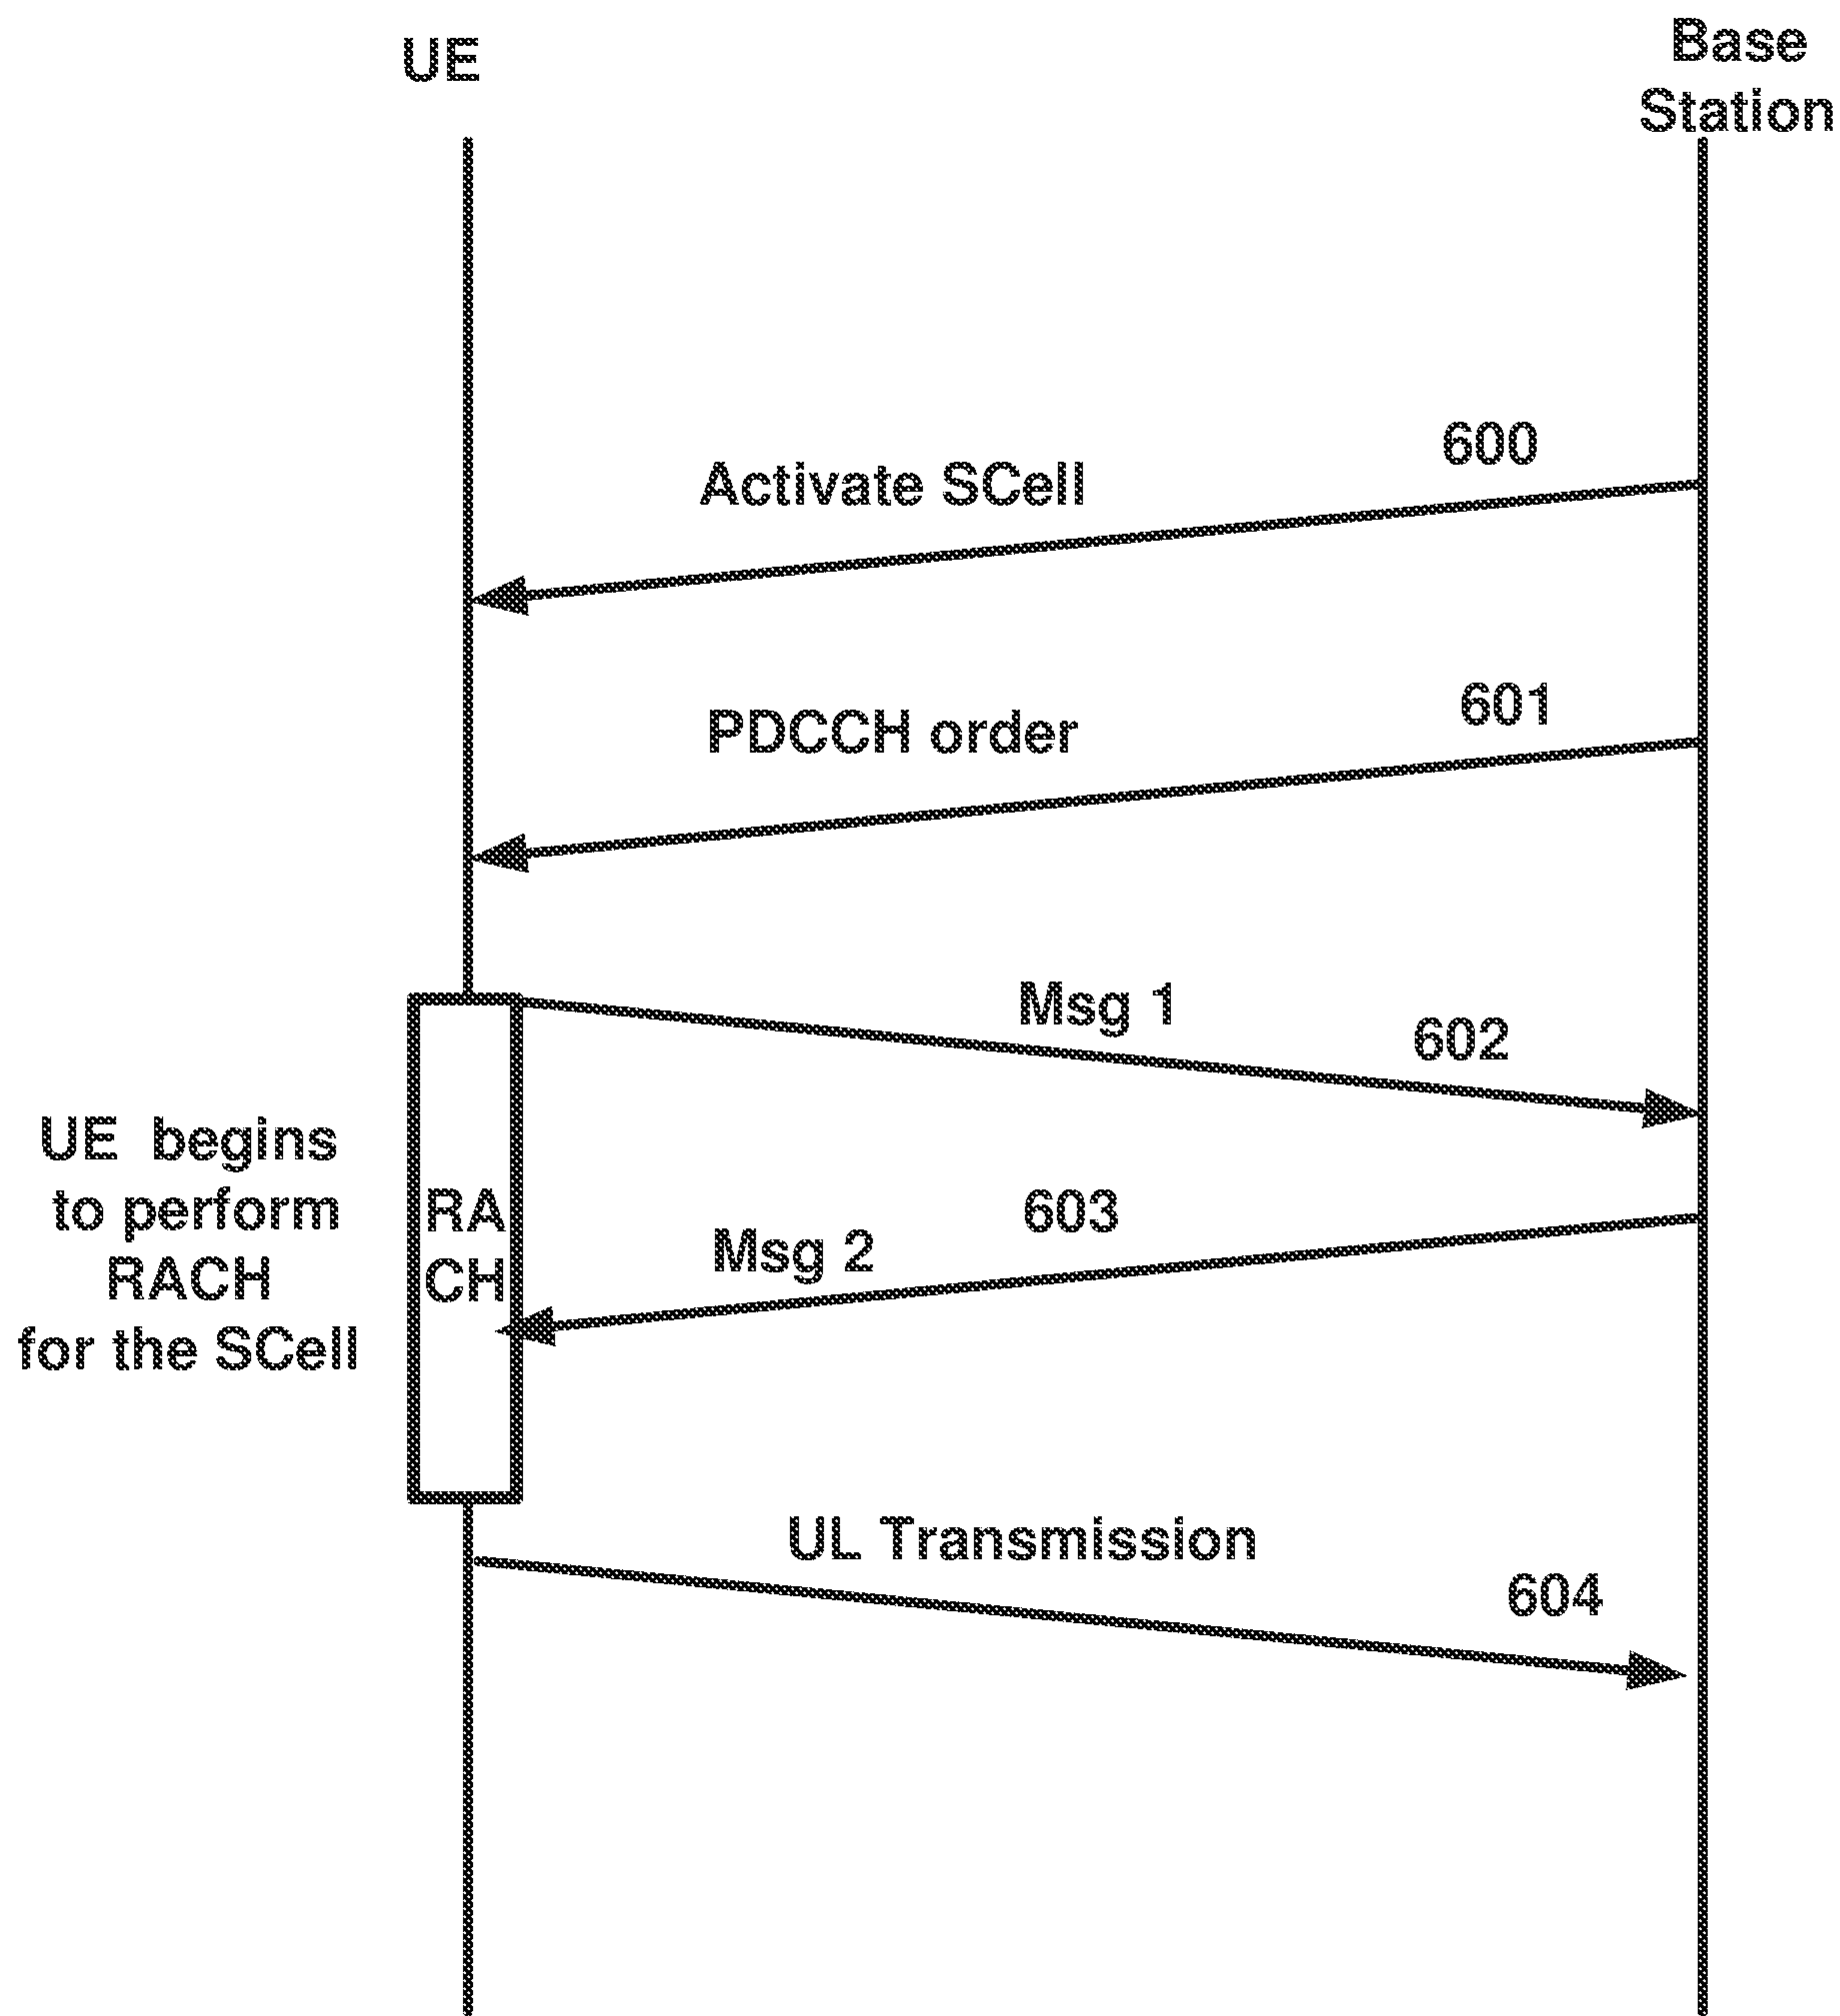 UE
Base
Station
600
Activate SCell
601
PDCCH order
Msg 1
602
UE begins
to perform
RACH
for the SCell
RA
CH
603
Msg 2
UL Transmission
604